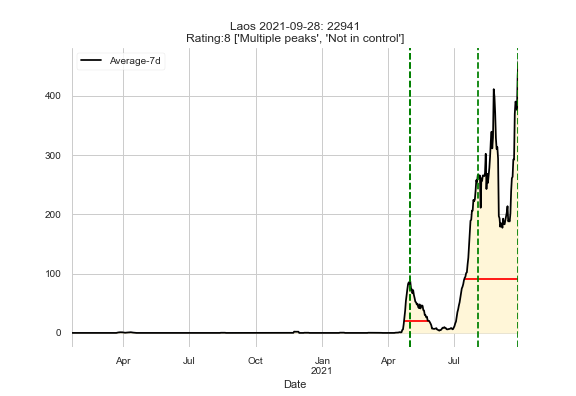 Laos 2021-09-28: 22941
Rating:8 ['Multiple peaks', 'Not in control']
Average-7d
400
300
200
100
0
Apr
Jul
Oct
Jan
2021
Apr
Jul
Date